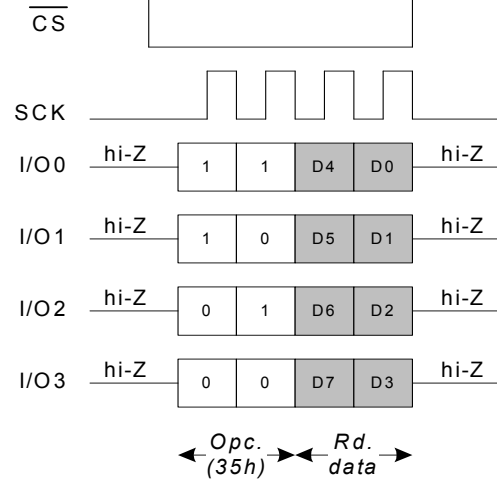 CS
SCK
I/O0 hi-Z 1 1 D4 D0 hi-Z
I/O1 hi-Z 1 0 D5 D1 hi-Z
I/O2 hi-Z 0 1 D6 D2 hi-Z
I/O3 hi-Z 0 0 D7 D3 hi-Z
Opc. Rd.
(35h) data